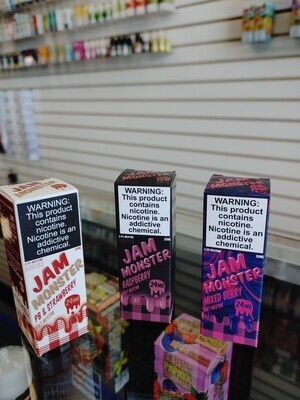 WARNING:
This product
contains
nicotine.
Nicotine is an
addictive
chemical.
JAM
MONSTER
PB & STRAWBERRY
WARNING:
This product
contains
nicotine.
Nicotine is an
addictive
chemical.
JAM
MONSTER
RASPBERRY
24mg
WARNING:
This product
contains
nicotine.
Nicotine is an
addictive
chemical.
JAM
MONSTER
MIXED BERRY
24mg